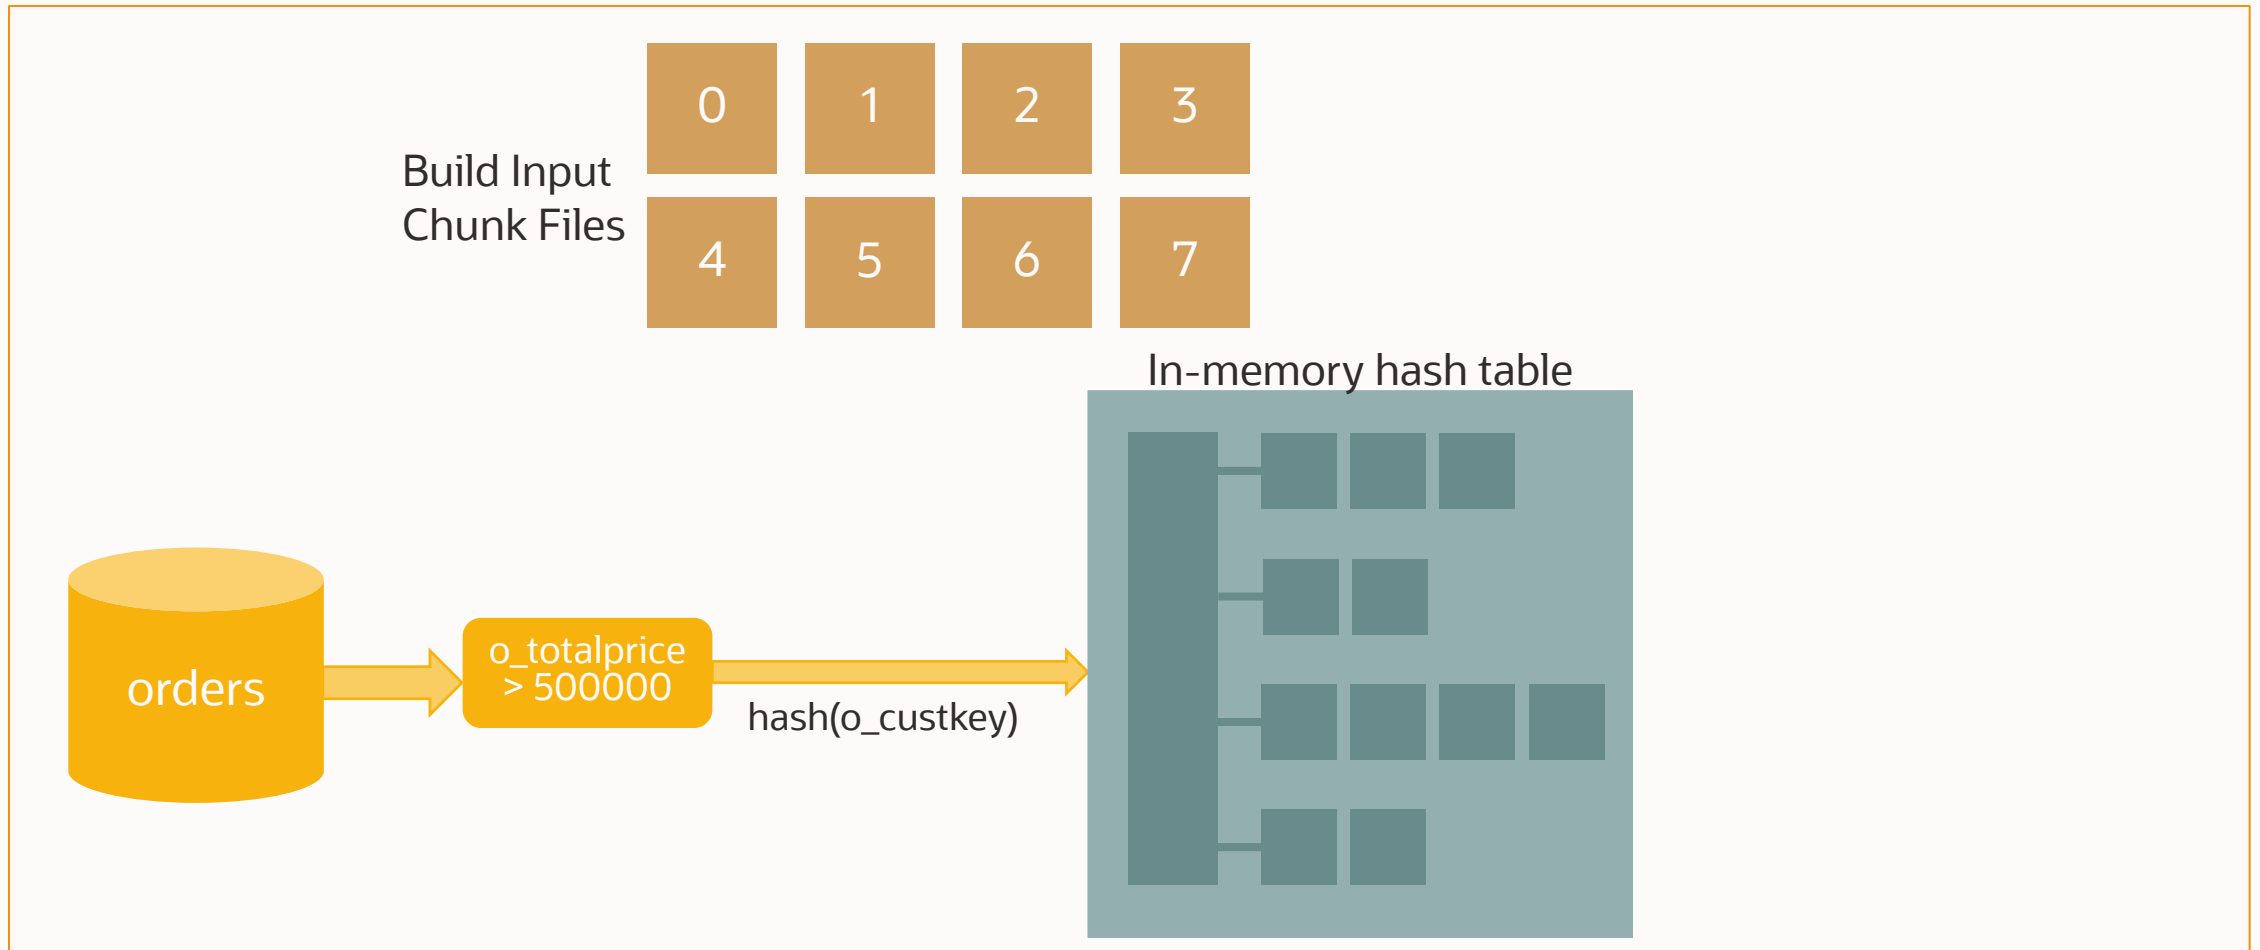 0
1
2
3
Build Input
Chunk Files
4
5
6
7
In-memory hash table
orders
o_totalprice
> 500000
hash(o_custkey)